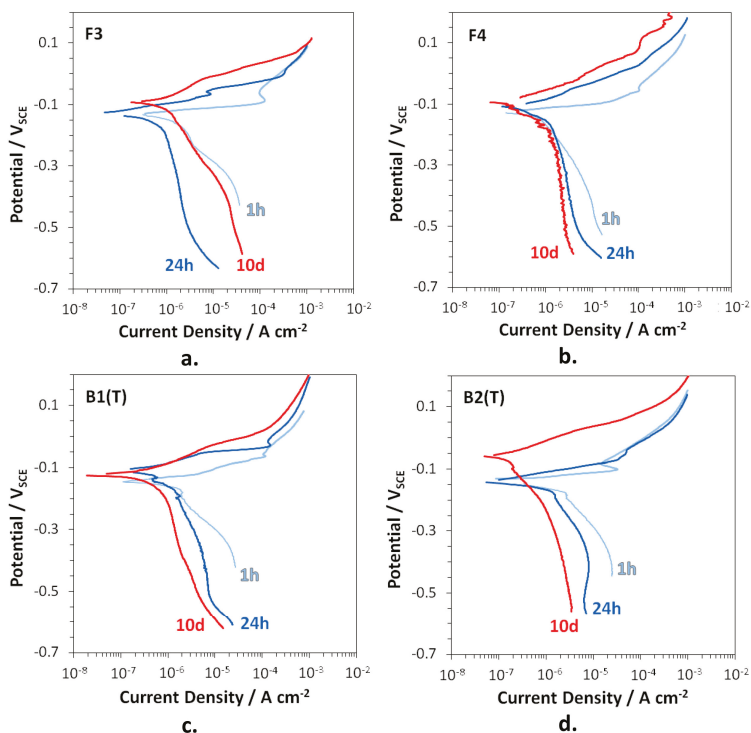 F3
0.1
-0.1
-0.3
-0.5
-0.7
Potential / V_SCE
1h
24h
10d
10⁻⁸ 10⁻⁷ 10⁻⁶ 10⁻⁵ 10⁻⁴ 10⁻³ 10⁻²
Current Density / A cm⁻²
a.
F4
0.1
-0.1
-0.3
-0.5
-0.7
Potential / V_SCE
1h
10d
24h
10⁻⁸ 10⁻⁷ 10⁻⁶ 10⁻⁵ 10⁻⁴ 10⁻³ 10⁻²
Current Density / A cm⁻²
b.
B1(T)
0.1
-0.1
-0.3
-0.5
-0.7
Potential / V_SCE
1h
10d
24h
10⁻⁸ 10⁻⁷ 10⁻⁶ 10⁻⁵ 10⁻⁴ 10⁻³ 10⁻²
Current Density / A cm⁻²
c.
B2(T)
0.1
-0.1
-0.3
-0.5
-0.7
Potential / V_SCE
1h
24h
10d
10⁻⁸ 10⁻⁷ 10⁻⁶ 10⁻⁵ 10⁻⁴ 10⁻³ 10⁻²
Current Density / A cm⁻²
d.